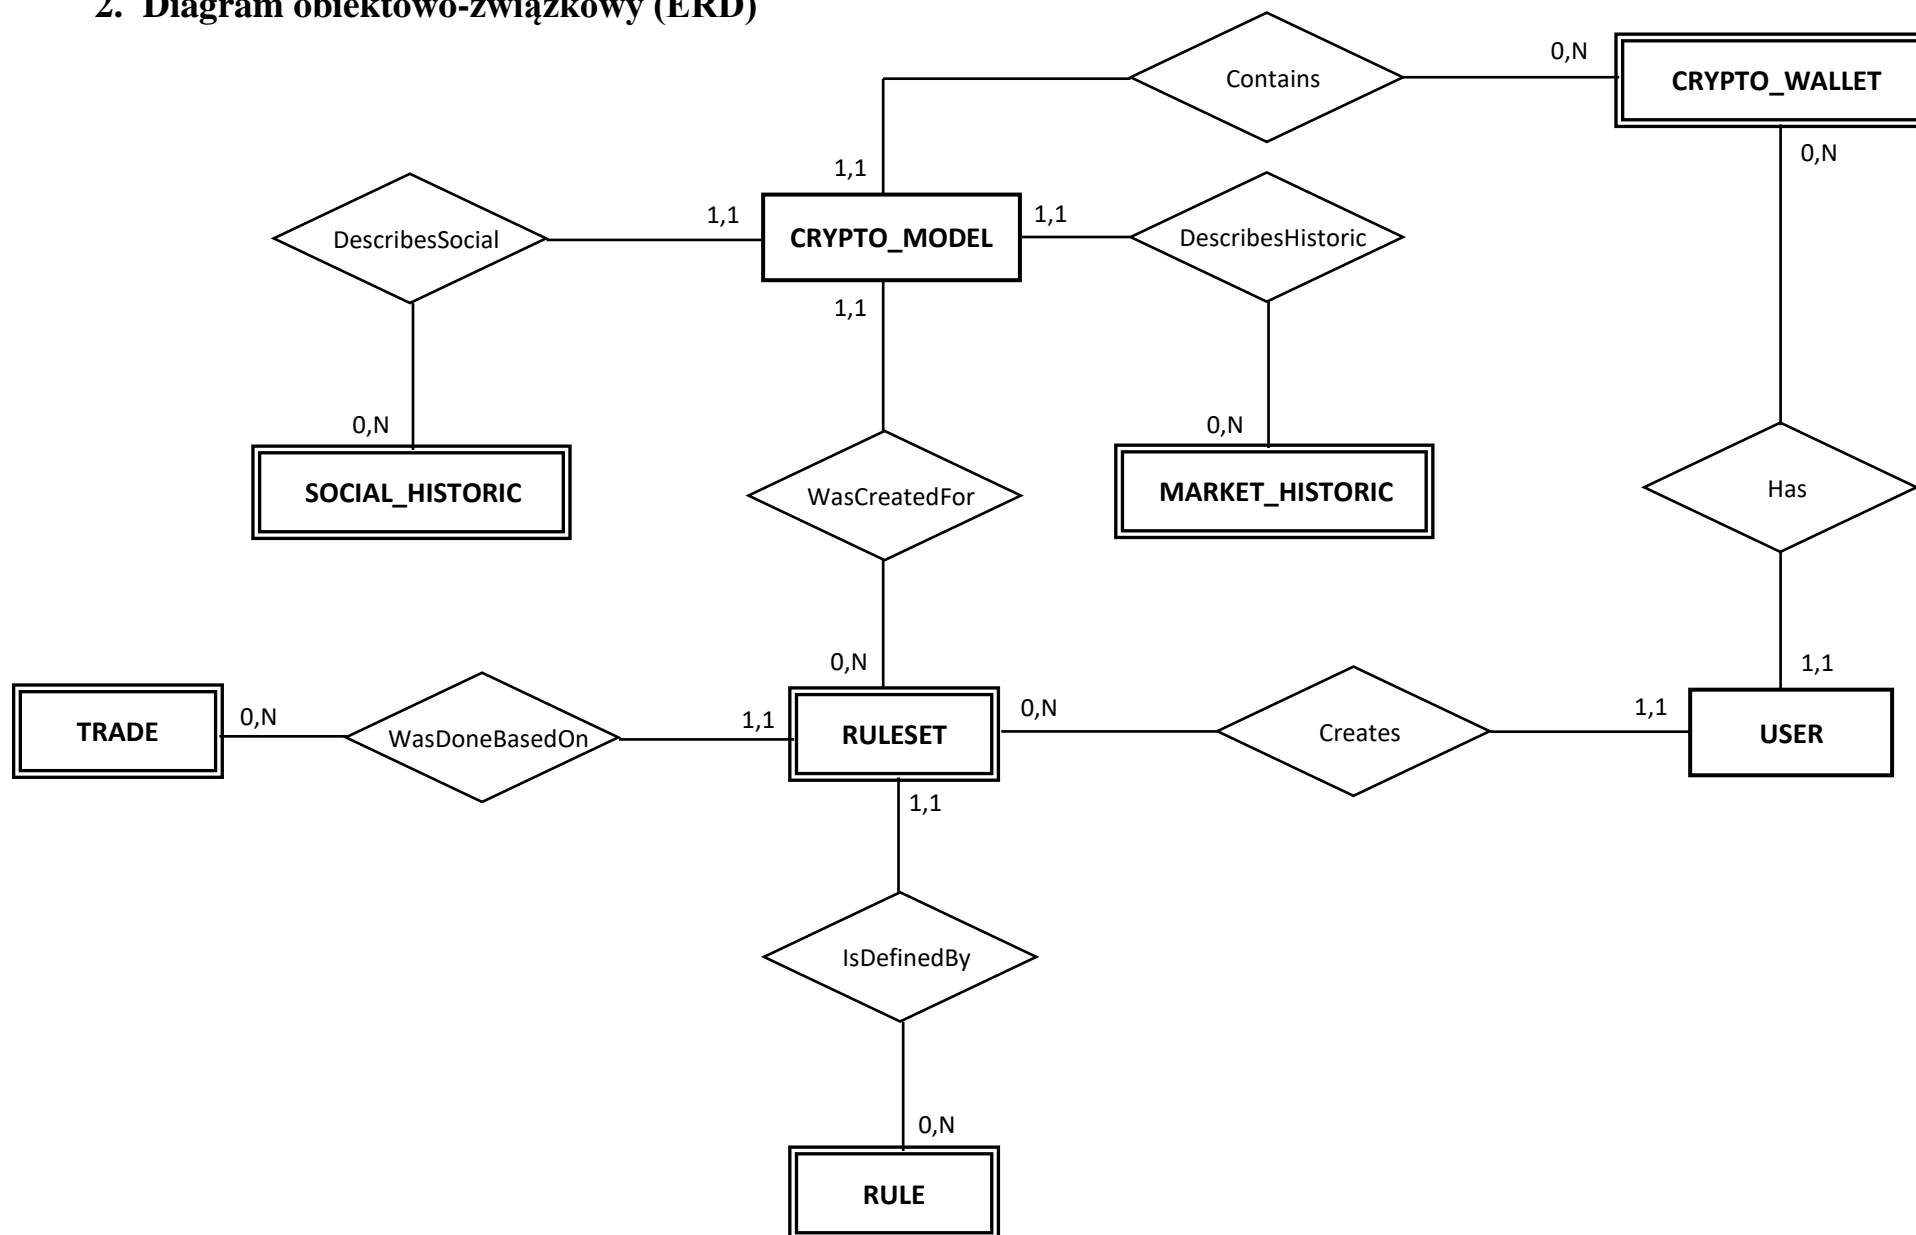 2. Diagram obiektowo-związkowy (ERD)
Contains
0,N
CRYPTO_WALLET
0,N
1,1
DescribesSocial
1,1
CRYPTO_MODEL
1,1
DescribesHistoric
1,1
0,N
0,N
SOCIAL_HISTORIC
WasCreatedFor
MARKET_HISTORIC
Has
0,N
1,1
TRADE
0,N
WasDoneBasedOn
1,1
RULESET
0,N
Creates
1,1
USER
1,1
IsDefinedBy
0,N
RULE